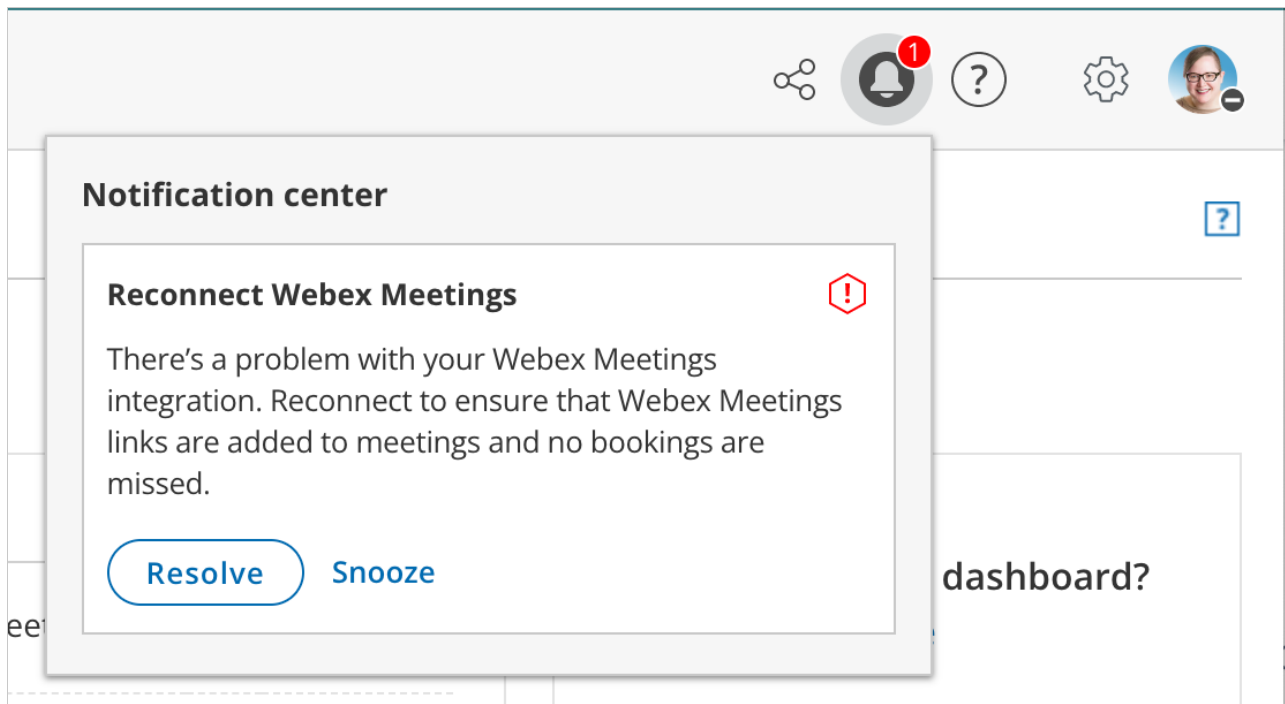 1
?
Notification center
?
Reconnect Webex Meetings
!
There’s a problem with your Webex Meetings
integration. Reconnect to ensure that Webex Meetings
links are added to meetings and no bookings are
missed.
Resolve Snooze
dashboard?